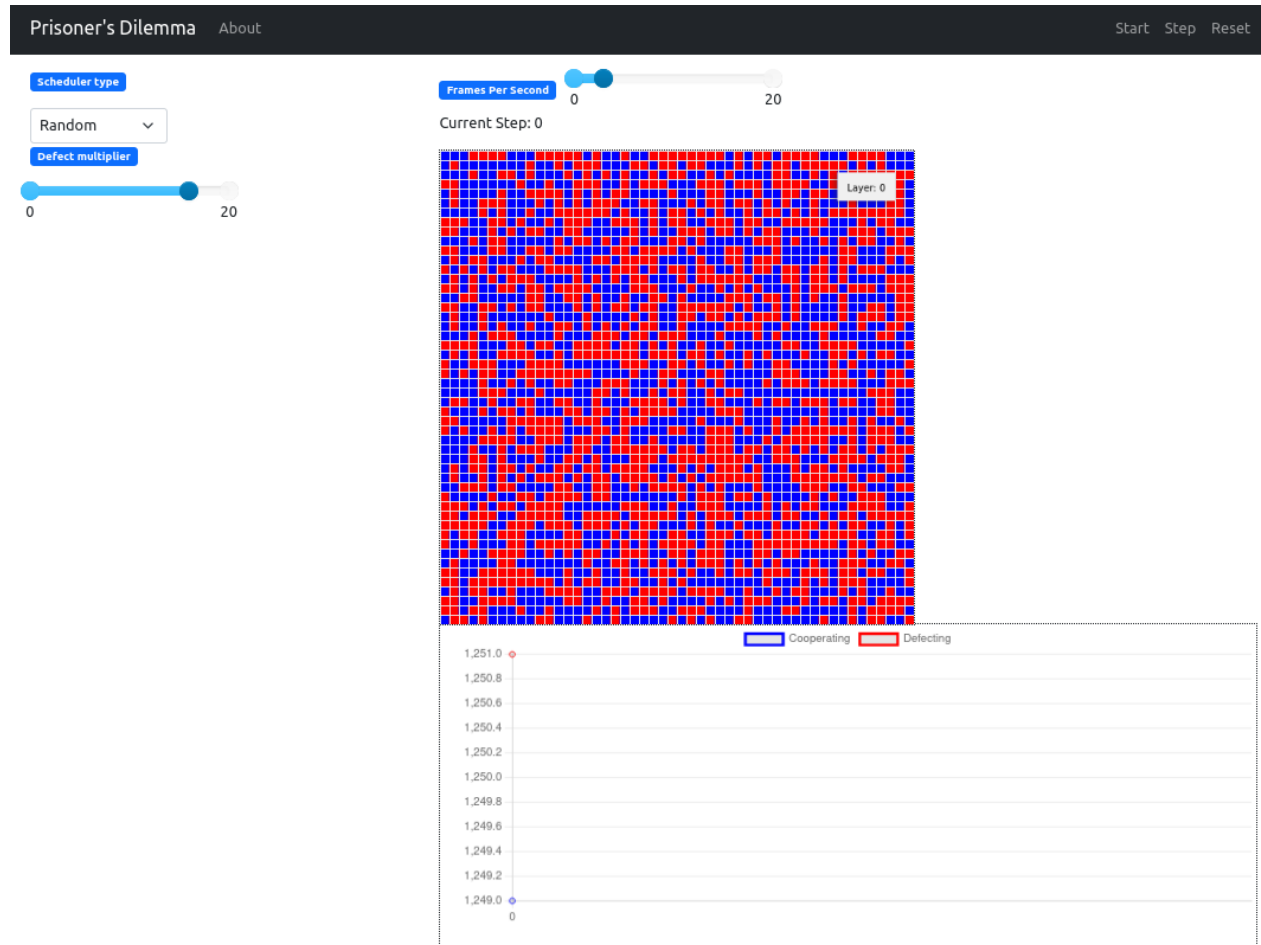 Prisoner's Dilemma About Start Step Reset
Scheduler type
Random
Defect multiplier
0 20
Frames Per Second
0 20
Current Step: 0
Layer: 0
Cooperating Defecting
1,251.0
1,250.8
1,250.6
1,250.4
1,250.2
1,250.0
1,249.8
1,249.6
1,249.4
1,249.2
1,249.0
0